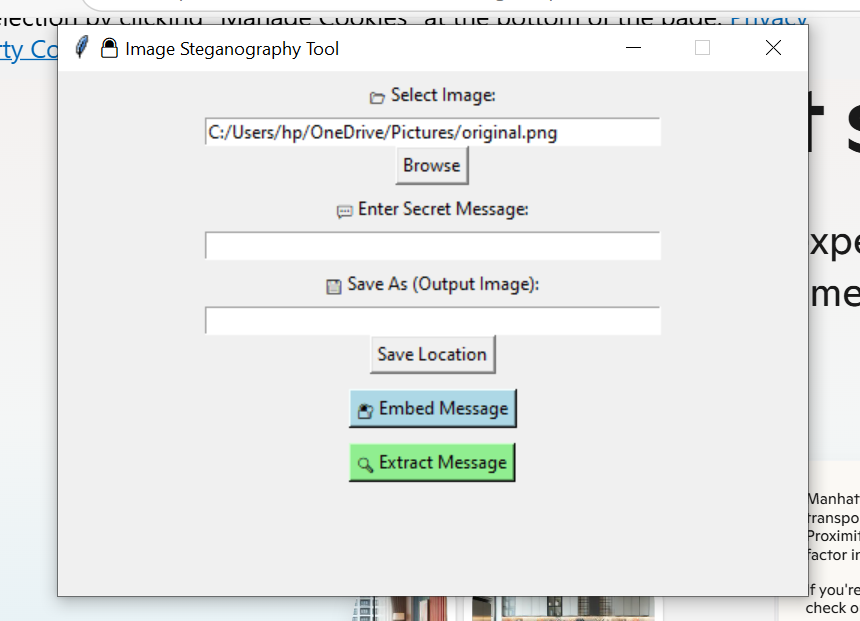 election by clicking "Manage Cookies" at the bottom of the page. Privacy
rty Co
Image Steganography Tool
Select Image:
C:/Users/hp/OneDrive/Pictures/original.png
Browse
Enter Secret Message:
Save As (Output Image):
Save Location
Embed Message
Extract Message
t s
xpe
me
Manhat
transpo
Proximit
factor in
If you're
check o